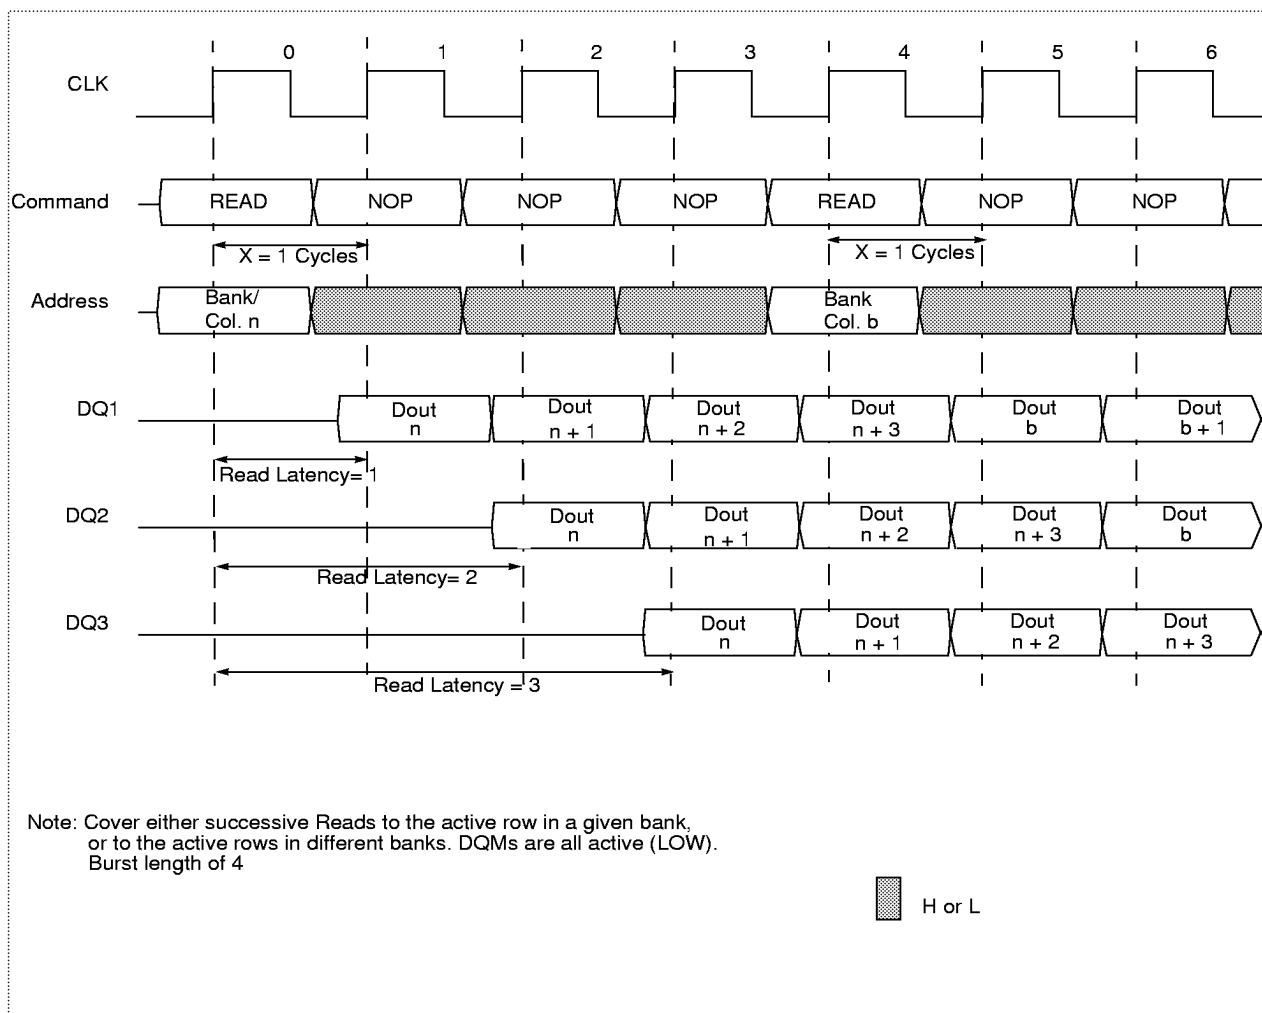 0 1 2 3 4 5 6
CLK
Command READ NOP NOP NOP READ NOP NOP
X = 1 Cycles X = 1 Cycles
Address Bank/ Bank
Col. n Col. b
DQ1 Dout Dout Dout Dout Dout Dout
n n + 1 n + 2 n + 3 b b + 1
Read Latency= 1
DQ2 Dout Dout Dout Dout Dout
n n + 1 n + 2 n + 3 b
Read Latency= 2
DQ3 Dout Dout Dout Dout
n n + 1 n + 2 n + 3
Read Latency = 3
Note: Cover either successive Reads to the active row in a given bank,
or to the active rows in different banks. DQMs are all active (LOW).
Burst length of 4
H or L